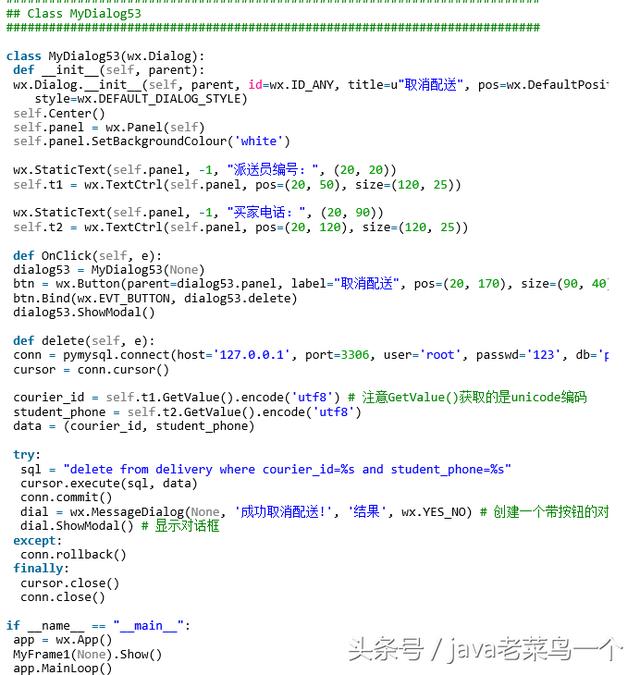 ## Class MyDialog53
###########################################################################
class MyDialog53(wx.Dialog):
def __init__(self, parent):
wx.Dialog.__init__(self, parent, id=wx.ID_ANY, title=u"取消配送", pos=wx.DefaultPosit
style=wx.DEFAULT_DIALOG_STYLE)
self.Center()
self.panel = wx.Panel(self)
self.panel.SetBackgroundColour('white')
wx.StaticText(self.panel, -1, "派送员编号：", (20, 20))
self.t1 = wx.TextCtrl(self.panel, pos=(20, 50), size=(120, 25))
wx.StaticText(self.panel, -1, "买家电话：", (20, 90))
self.t2 = wx.TextCtrl(self.panel, pos=(20, 120), size=(120, 25))
def OnClick(self, e):
dialog53 = MyDialog53(None)
btn = wx.Button(parent=dialog53.panel, label="取消配送", pos=(20, 170), size=(90, 40)
btn.Bind(wx.EVT_BUTTON, dialog53.delete)
dialog53.ShowModal()
def delete(self, e):
conn = pymysql.connect(host='127.0.0.1', port=3306, user='root', passwd='123', db='p
cursor = conn.cursor()
courier_id = self.t1.GetValue().encode('utf8') # 注意GetValue()获取的是unicode编码
student_phone = self.t2.GetValue().encode('utf8')
data = (courier_id, student_phone)
try:
sql = "delete from delivery where courier_id=%s and student_phone=%s"
cursor.execute(sql, data)
conn.commit()
dial = wx.MessageDialog(None, '成功取消配送!', '结果', wx.YES_NO) # 创建一个带按钮的对
dial.ShowModal() # 显示对话框
except:
conn.rollback()
finally:
cursor.close()
conn.close()
if __name__ == "__main__":
app = wx.App()
MyFrame1(None).Show()
app.MainLoop()
头条号 / java老菜鸟一个